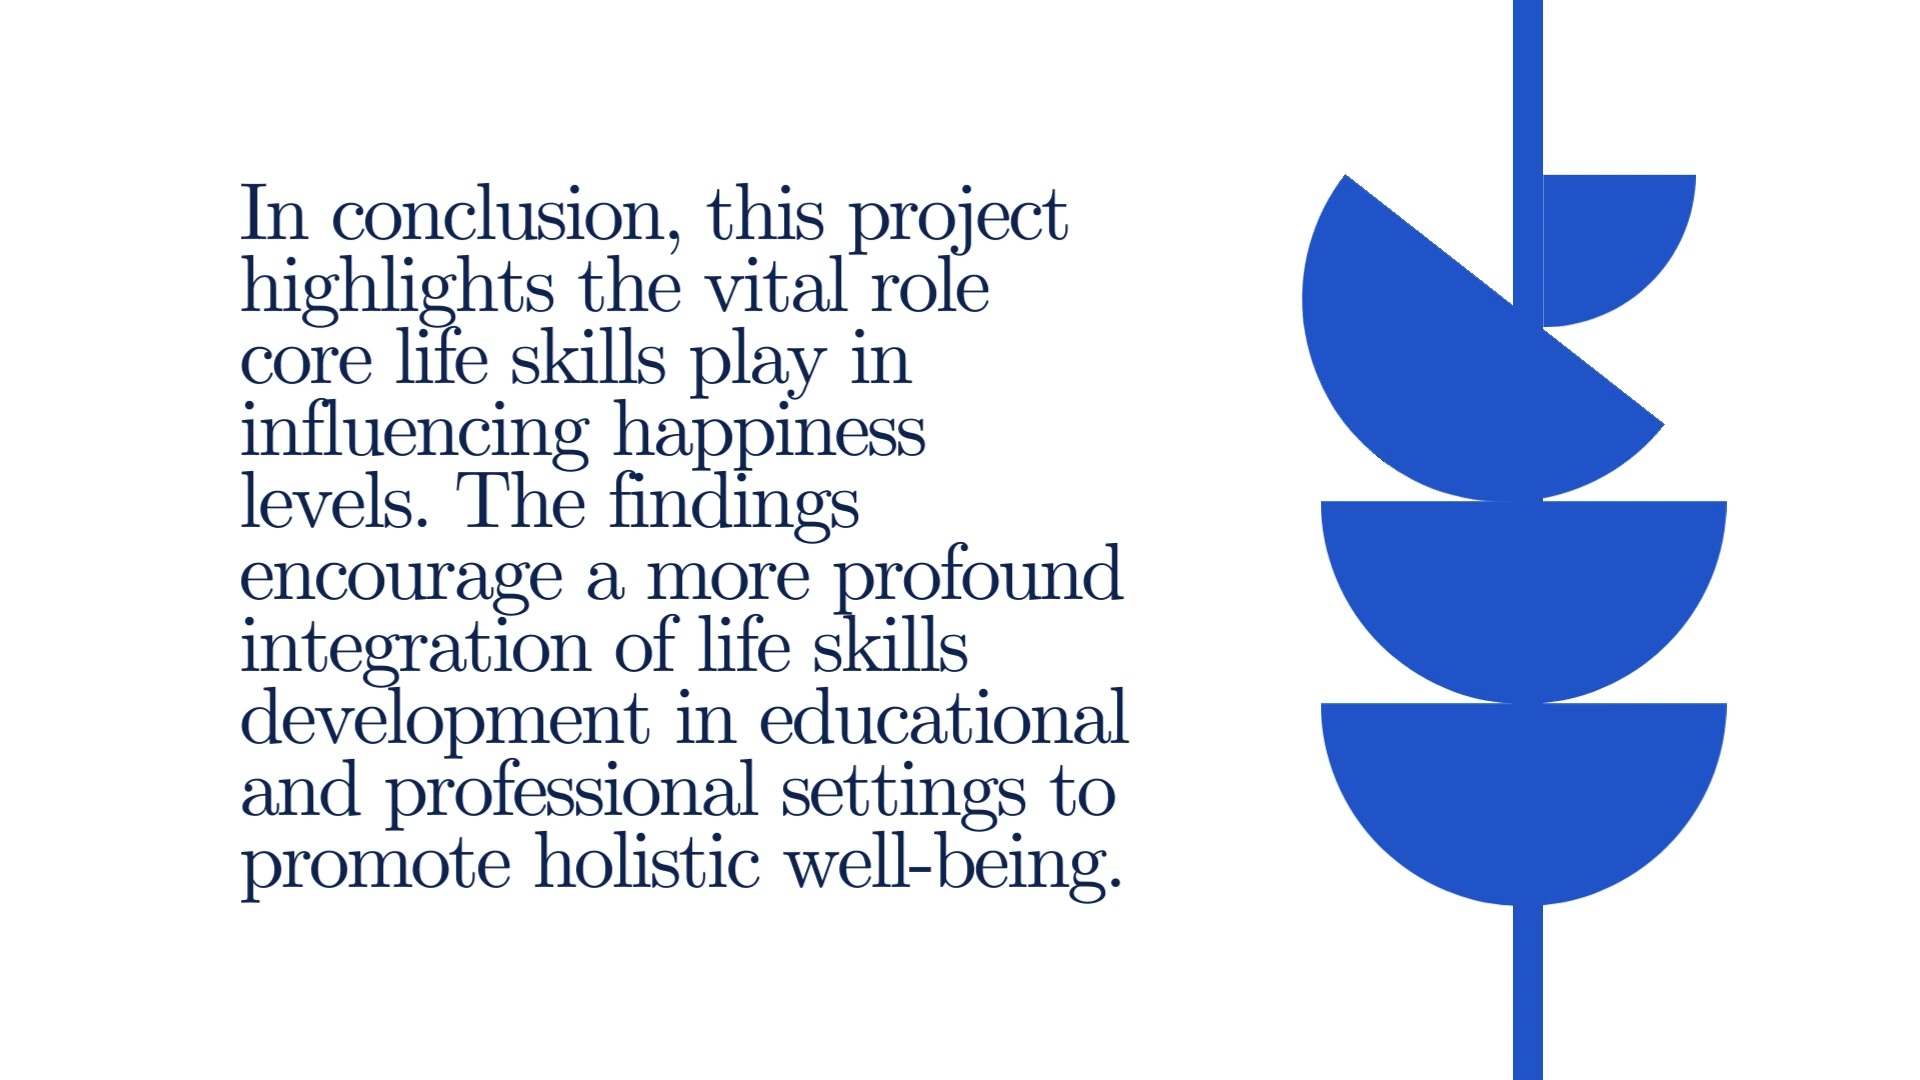 In conclusion, this project
highlights the vital role
core life skills play in
influencing happiness
levels. The findings
encourage a more profound
integration of life skills
development in educational
and professional settings to
promote holistic well-being.